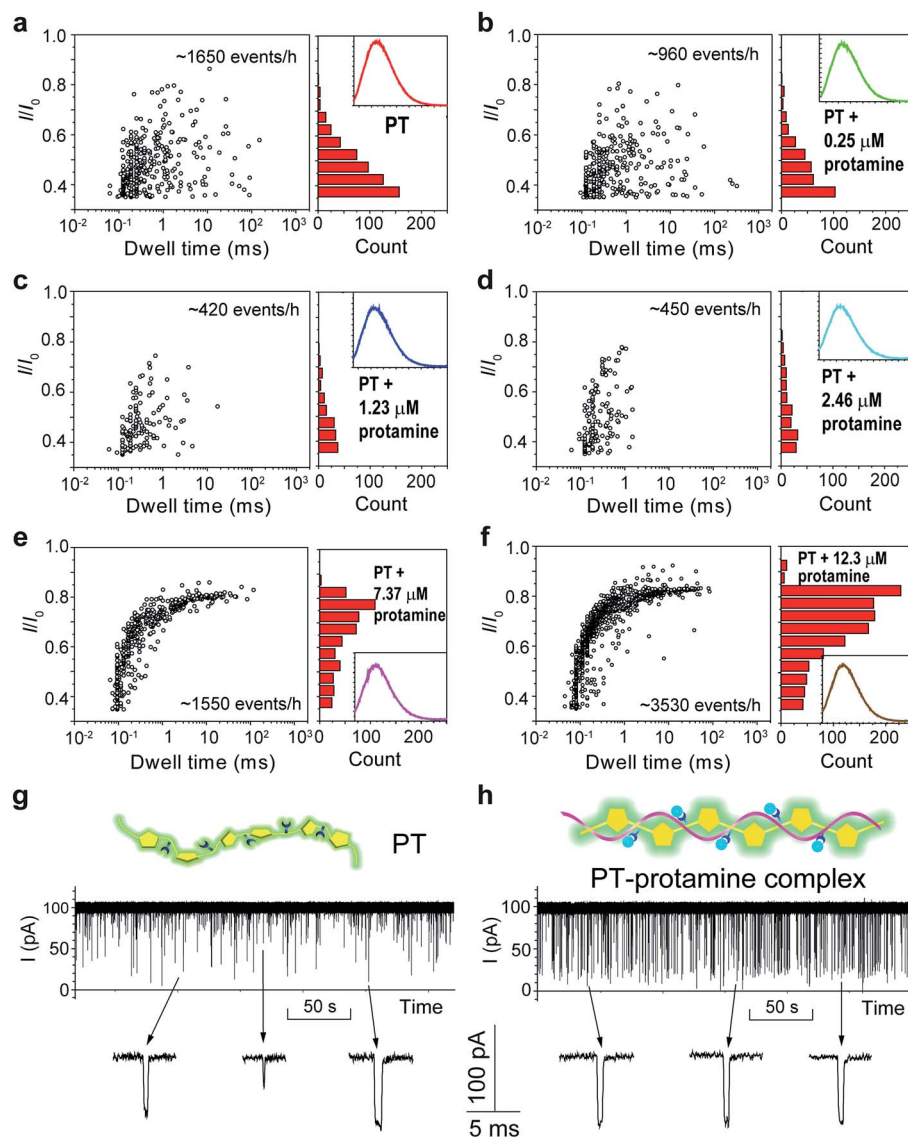 a
~1650 events/h
PT
I/I₀
1.0
0.8
0.6
0.4
10⁻² 10⁻¹ 1 10 10² 10³
Dwell time (ms)
0 100 200
Count
b
~960 events/h
PT +
0.25 μM
protamine
I/I₀
1.0
0.8
0.6
0.4
10⁻² 10⁻¹ 1 10 10² 10³
Dwell time (ms)
0 100 200
Count
c
~420 events/h
PT +
1.23 μM
protamine
I/I₀
1.0
0.8
0.6
0.4
10⁻² 10⁻¹ 1 10 10² 10³
Dwell time (ms)
0 100 200
Count
d
~450 events/h
PT +
2.46 μM
protamine
I/I₀
1.0
0.8
0.6
0.4
10⁻² 10⁻¹ 1 10 10² 10³
Dwell time (ms)
0 100 200
Count
e
PT +
7.37 μM
protamine
~1550 events/h
I/I₀
1.0
0.8
0.6
0.4
10⁻² 10⁻¹ 1 10 10² 10³
Dwell time (ms)
0 100 200
Count
f
PT + 12.3 μM
protamine
~3530 events/h
I/I₀
1.0
0.8
0.6
0.4
10⁻² 10⁻¹ 1 10 10² 10³
Dwell time (ms)
0 100 200
Count
g
PT
I (pA)
100
50
0
50 s
Time
h
PT-protamine complex
I (pA)
100
50
0
50 s
Time
100 pA
5 ms